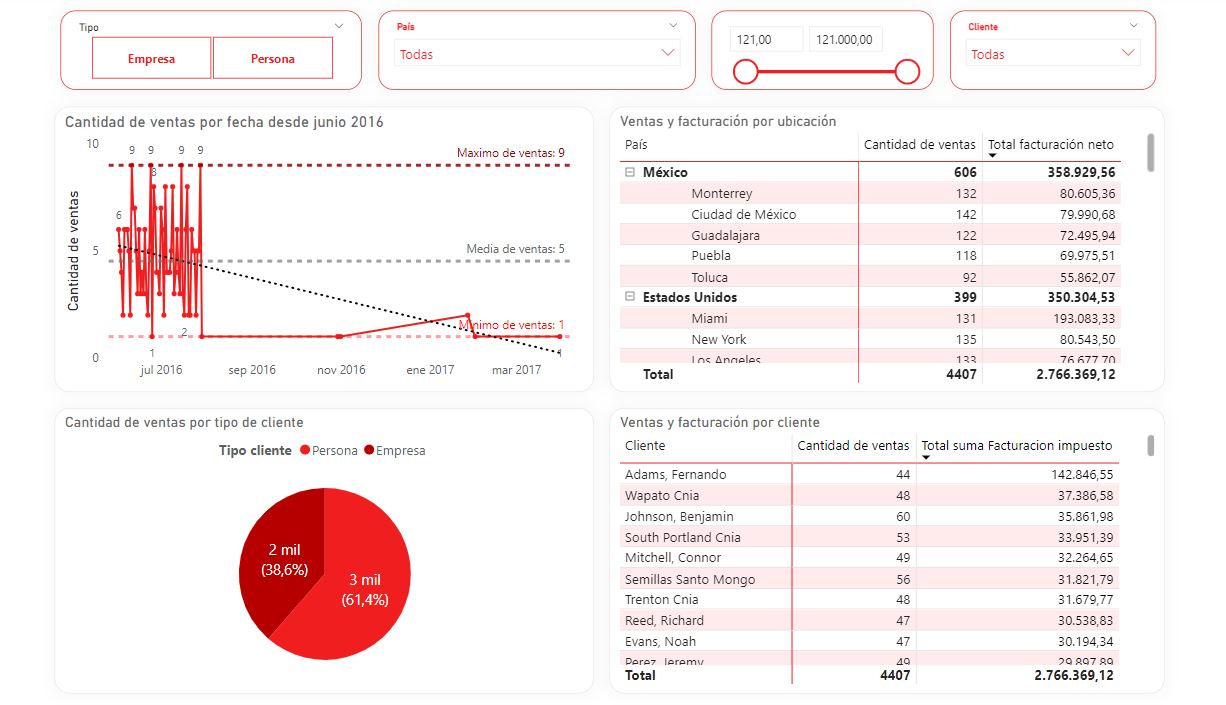 Tipo
Empresa Persona
País
Todas
121,00 121.000,00
Cliente
Todas
Cantidad de ventas por fecha desde junio 2016
Cantidad de ventas
10
5
0
9 9 9 9
8
6
2
1
1
Maximo de ventas: 9
Media de ventas: 5
Minimo de ventas: 1
jul 2016 sep 2016 nov 2016 ene 2017 mar 2017
Ventas y facturación por ubicación
País Cantidad de ventas Total facturación neto
México 606 358.929,56
Monterrey 132 80.605,36
Ciudad de México 142 79.990,68
Guadalajara 122 72.495,94
Puebla 118 69.975,51
Toluca 92 55.862,07
Estados Unidos 399 350.304,53
Miami 131 193.083,33
New York 135 80.543,50
Los Angeles 133 76.677,70
Total 4407 2.766.369,12
Cantidad de ventas por tipo de cliente
Tipo cliente Persona Empresa
2 mil
(38,6%)
3 mil
(61,4%)
Ventas y facturación por cliente
Cliente Cantidad de ventas Total suma Facturacion impuesto
Adams, Fernando 44 142.846,55
Wapato Cnia 48 37.386,58
Johnson, Benjamin 60 35.861,98
South Portland Cnia 53 33.951,39
Mitchell, Connor 49 32.264,65
Semillas Santo Mongo 56 31.821,79
Trenton Cnia 48 31.679,77
Reed, Richard 47 30.538,83
Evans, Noah 47 30.194,34
Perez, Jeremy 49 29.897,89
Total 4407 2.766.369,12